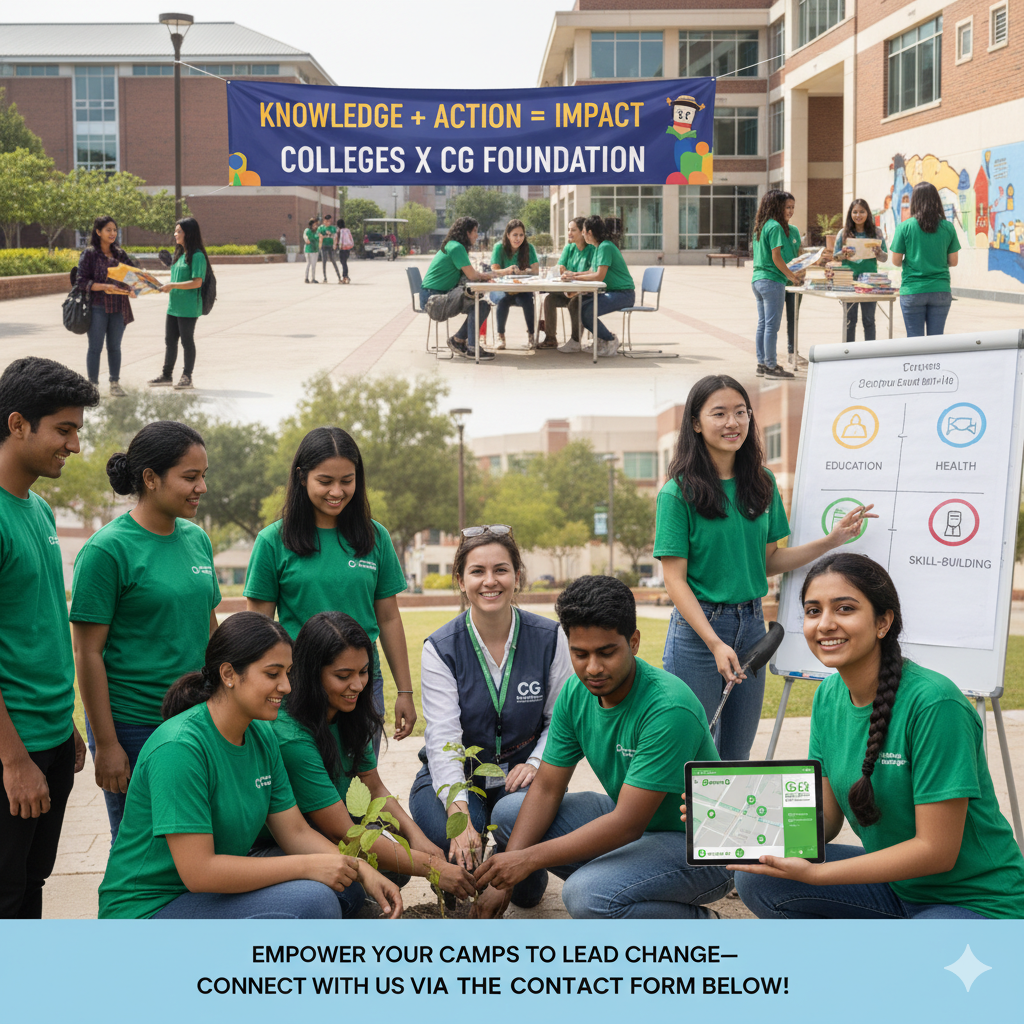 KNOWLEDGE + ACTION = IMPACT
COLLEGES X CG FOUNDATION
EDUCATION
HEALTH
SKILL-BUILDING
CG
EMPOWER YOUR CAMPS TO LEAD CHANGE—
CONNECT WITH US VIA THE CONTACT FORM BELOW!